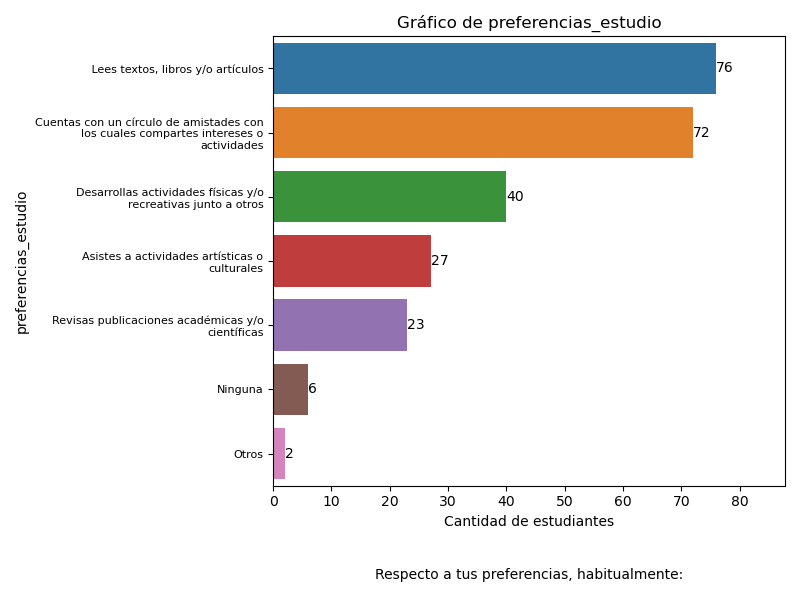 Gráfico de preferencias_estudio
Lees textos, libros y/o artículos
76
Cuentas con un círculo de amistades con
los cuales compartes intereses o
actividades
72
Desarrollas actividades físicas y/o
recreativas junto a otros
40
Asistes a actividades artísticas o
culturales
27
Revisas publicaciones académicas y/o
científicas
23
Ninguna
6
Otros
2
preferencias_estudio
0 10 20 30 40 50 60 70 80
Cantidad de estudiantes
Respecto a tus preferencias, habitualmente: